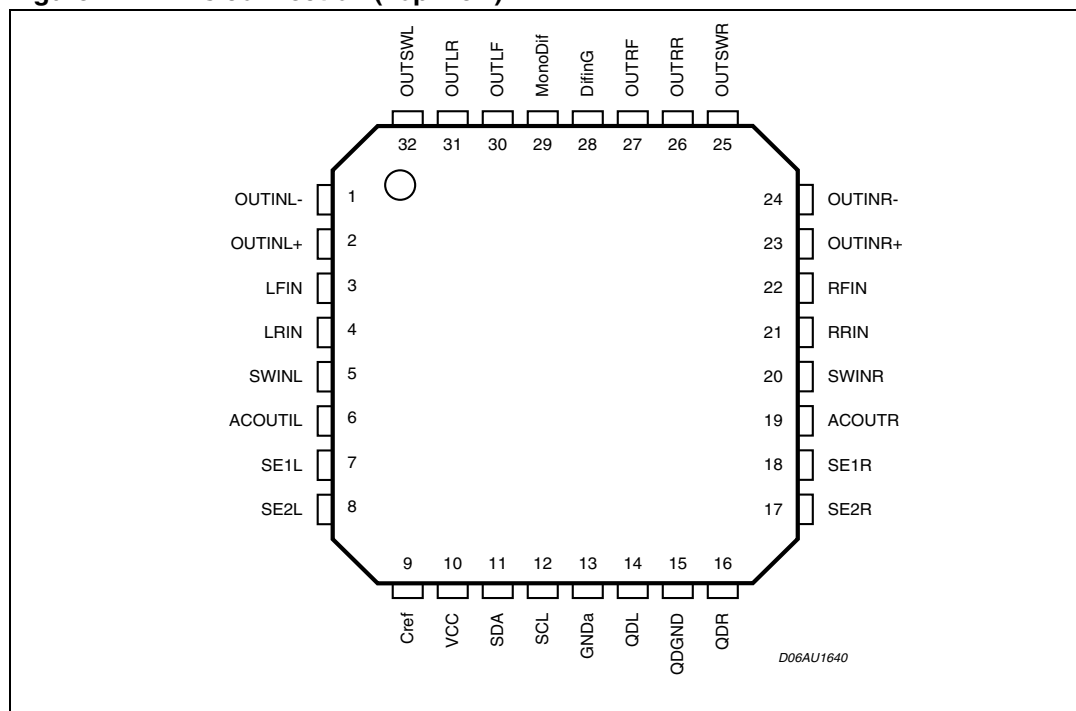 OUTSWL
OUTLR
OUTLF
MonoDif
DifinG
OUTRF
OUTRR
OUTSWR
32 31 30 29 28 27 26 25
OUTINL- 1 24 OUTINR-
OUTINL+ 2 23 OUTINR+
LFIN 3 22 RFIN
LRIN 4 21 RRIN
SWINL 5 20 SWINR
ACOUTIL 6 19 ACOUTR
SE1L 7 18 SE1R
SE2L 8 17 SE2R
9 10 11 12 13 14 15 16
Cref
VCC
SDA
SCL
GNDa
QDL
QDGND
QDR
D06AU1640